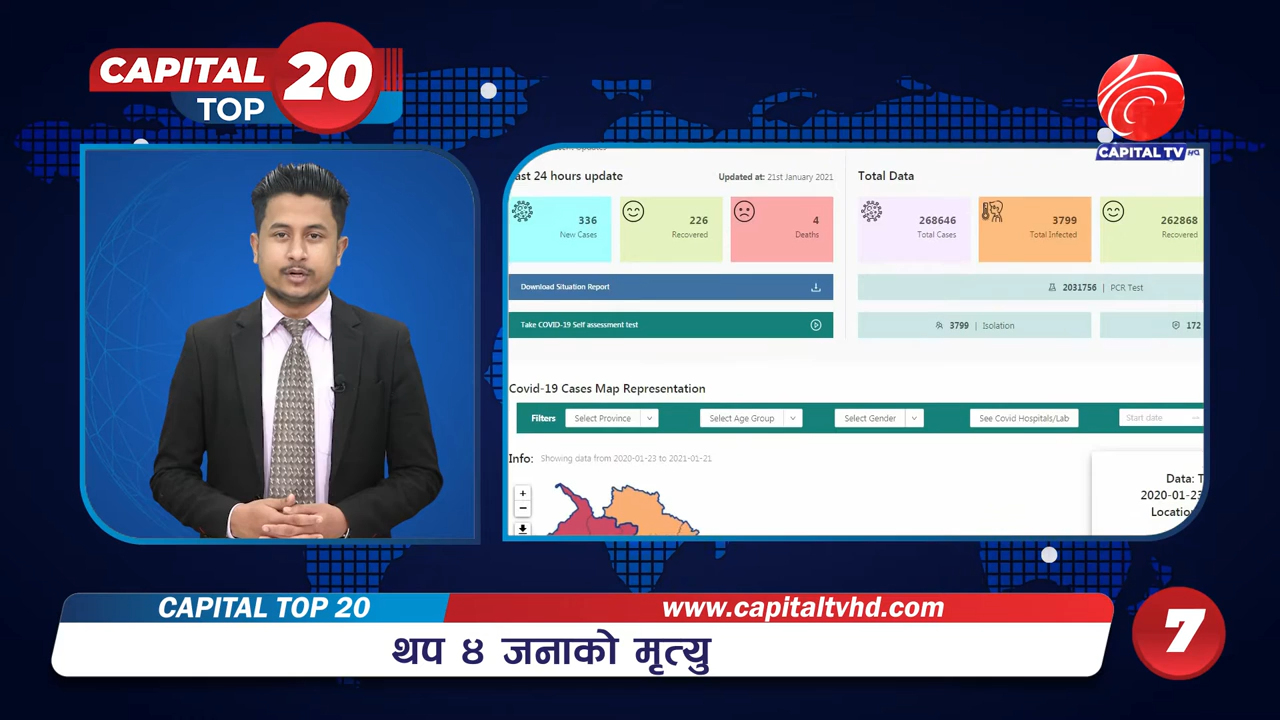 CAPITAL
TOP
20
CAPITAL TV HD
24 hours update
Updated at: 21st January 2021
Total Data
336
New Cases
226
Recovered
4
Deaths
268646
Total Cases
3799
Total Infected
262868
Recovered
Download Situation Report
2031756 | PCR Test
Take COVID-19 Self assessment test
3799 | Isolation
172
Covid-19 Cases Map Representation
Filters
Select Province
Select Age Group
Select Gender
See Covid Hospitals/Lab
Start date
Info:
Showing data from 2020-01-23 to 2021-01-21
+
−
Data: T
2020-01-23
Location
CAPITAL TOP 20
www.capitaltvhd.com
थप ४ जनाको मृत्यु
7